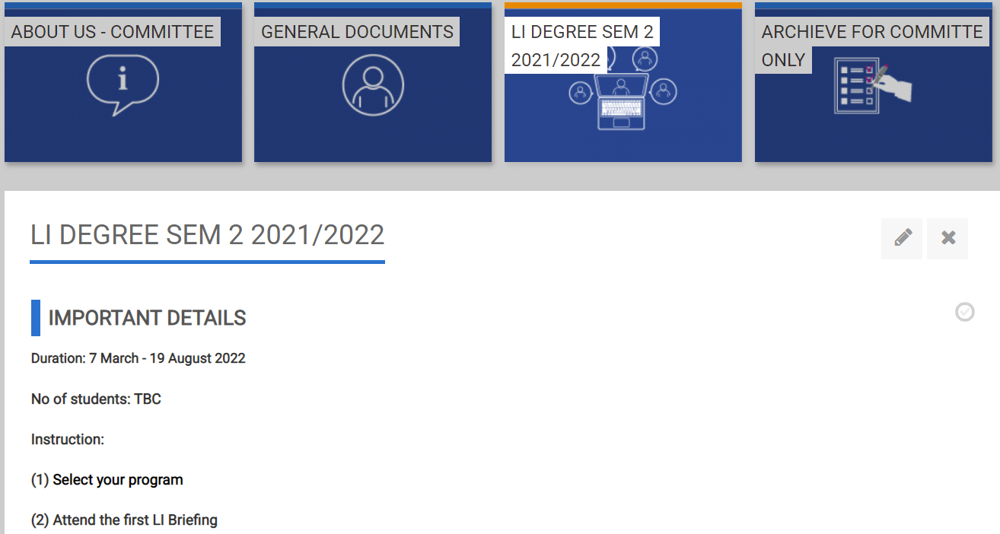 ABOUT US - COMMITTEE
GENERAL DOCUMENTS
LI DEGREE SEM 2
2021/2022
ARCHIEVE FOR COMMITTE
ONLY
i
LI DEGREE SEM 2 2021/2022
IMPORTANT DETAILS
Duration: 7 March - 19 August 2022
No of students: TBC
Instruction:
(1) Select your program
(2) Attend the first LI Briefing